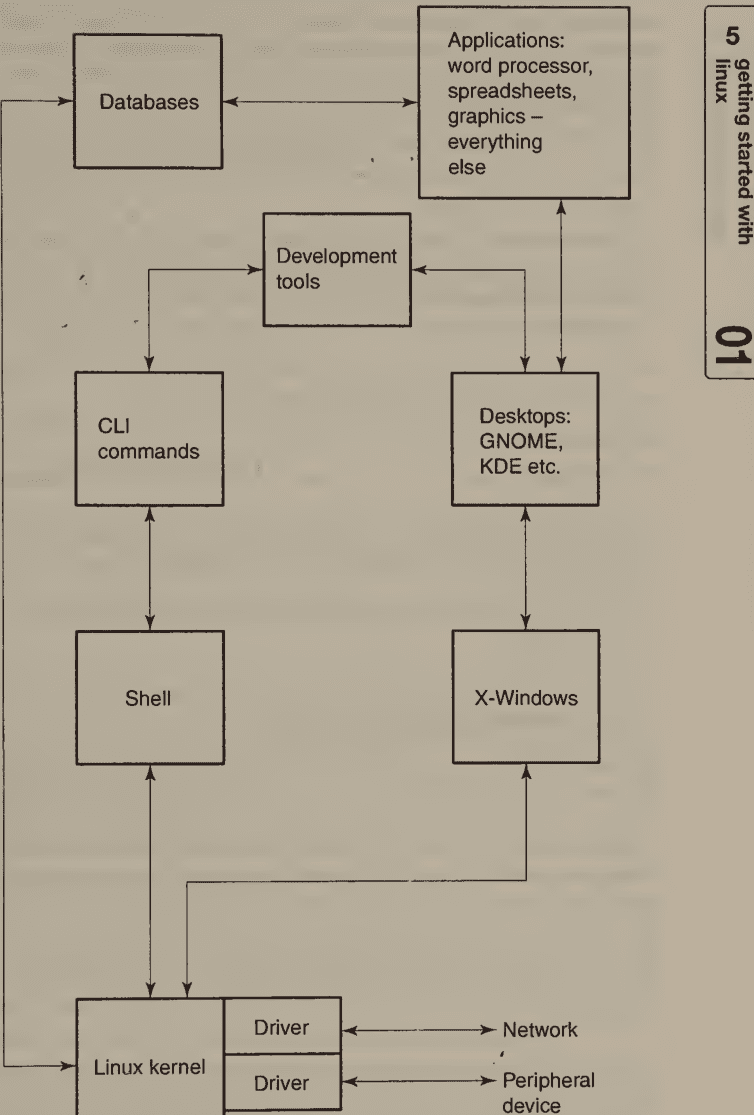 Databases
Applications:
word processor,
spreadsheets,
graphics –
everything
else
Development
tools
CLI
commands
Desktops:
GNOME,
KDE etc.
Shell
X-Windows
Linux kernel
Driver
Driver
Network
Peripheral
device
5
getting started with
linux
01